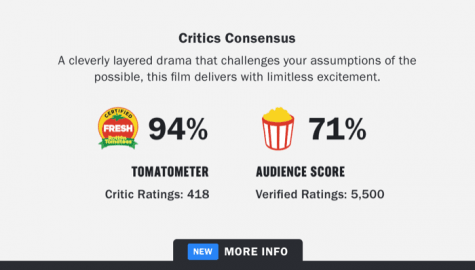 Critics Consensus
A cleverly layered drama that challenges your assumptions of the
possible, this film delivers with limitless excitement.
CERTIFIED
FRESH
Rotten
Tomatoes
94%
71%
TOMATOMETER
AUDIENCE SCORE
Critic Ratings: 418
Verified Ratings: 5,500
NEW MORE INFO